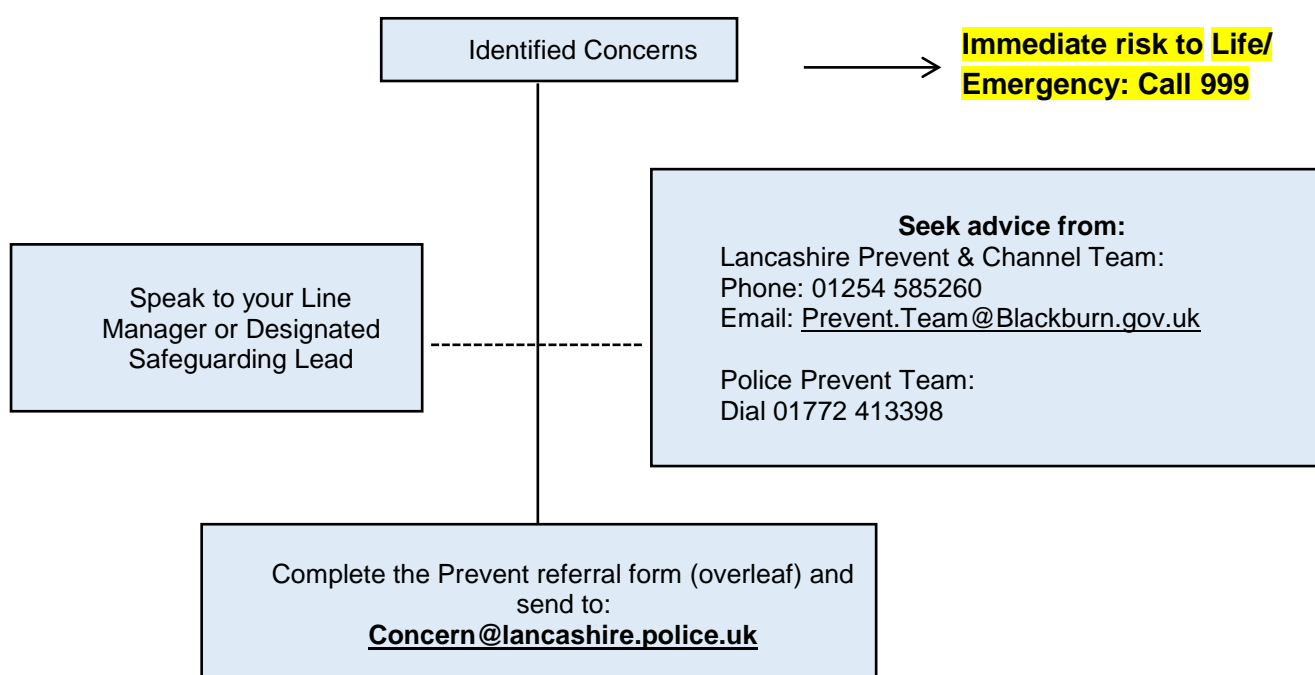 Identified Concerns
Immediate risk to Life/
Emergency: Call 999
Speak to your Line
Manager or Designated
Safeguarding Lead
Seek advice from:
Lancashire Prevent & Channel Team:
Phone: 01254 585260
Email: Prevent.Team@Blackburn.gov.uk
Police Prevent Team:
Dial 01772 413398
Complete the Prevent referral form (overleaf) and
send to:
Concern@lancashire.police.uk